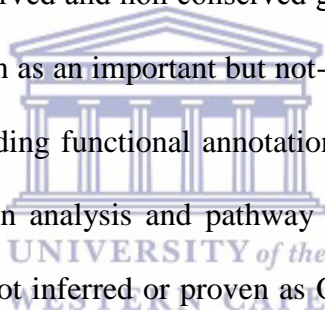 erved and non conserved g
n as an important but not-
ding functional annotation
n analysis and pathway
UNIVERSITY of the
ot inferred or proven as
WESTERN CAPE